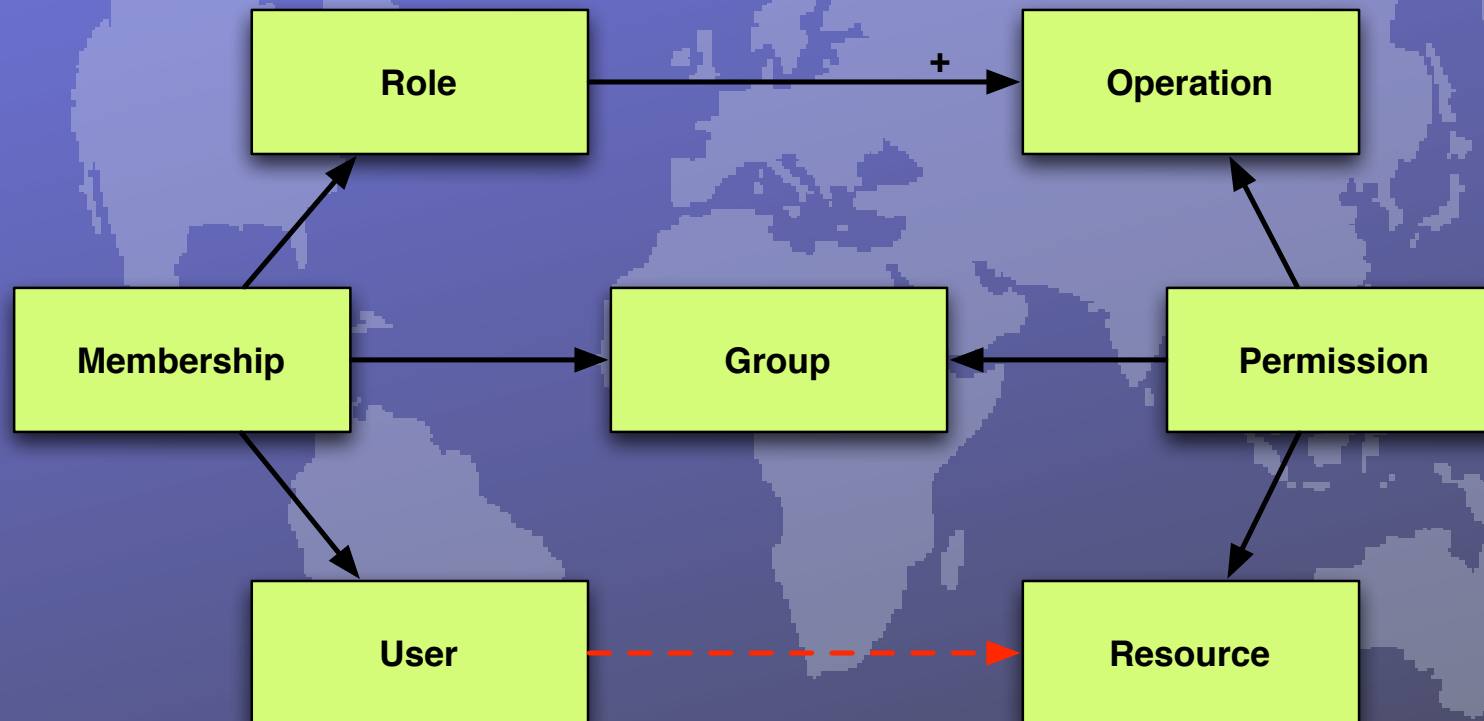 Role
+
Operation
Membership
Group
Permission
User
Resource